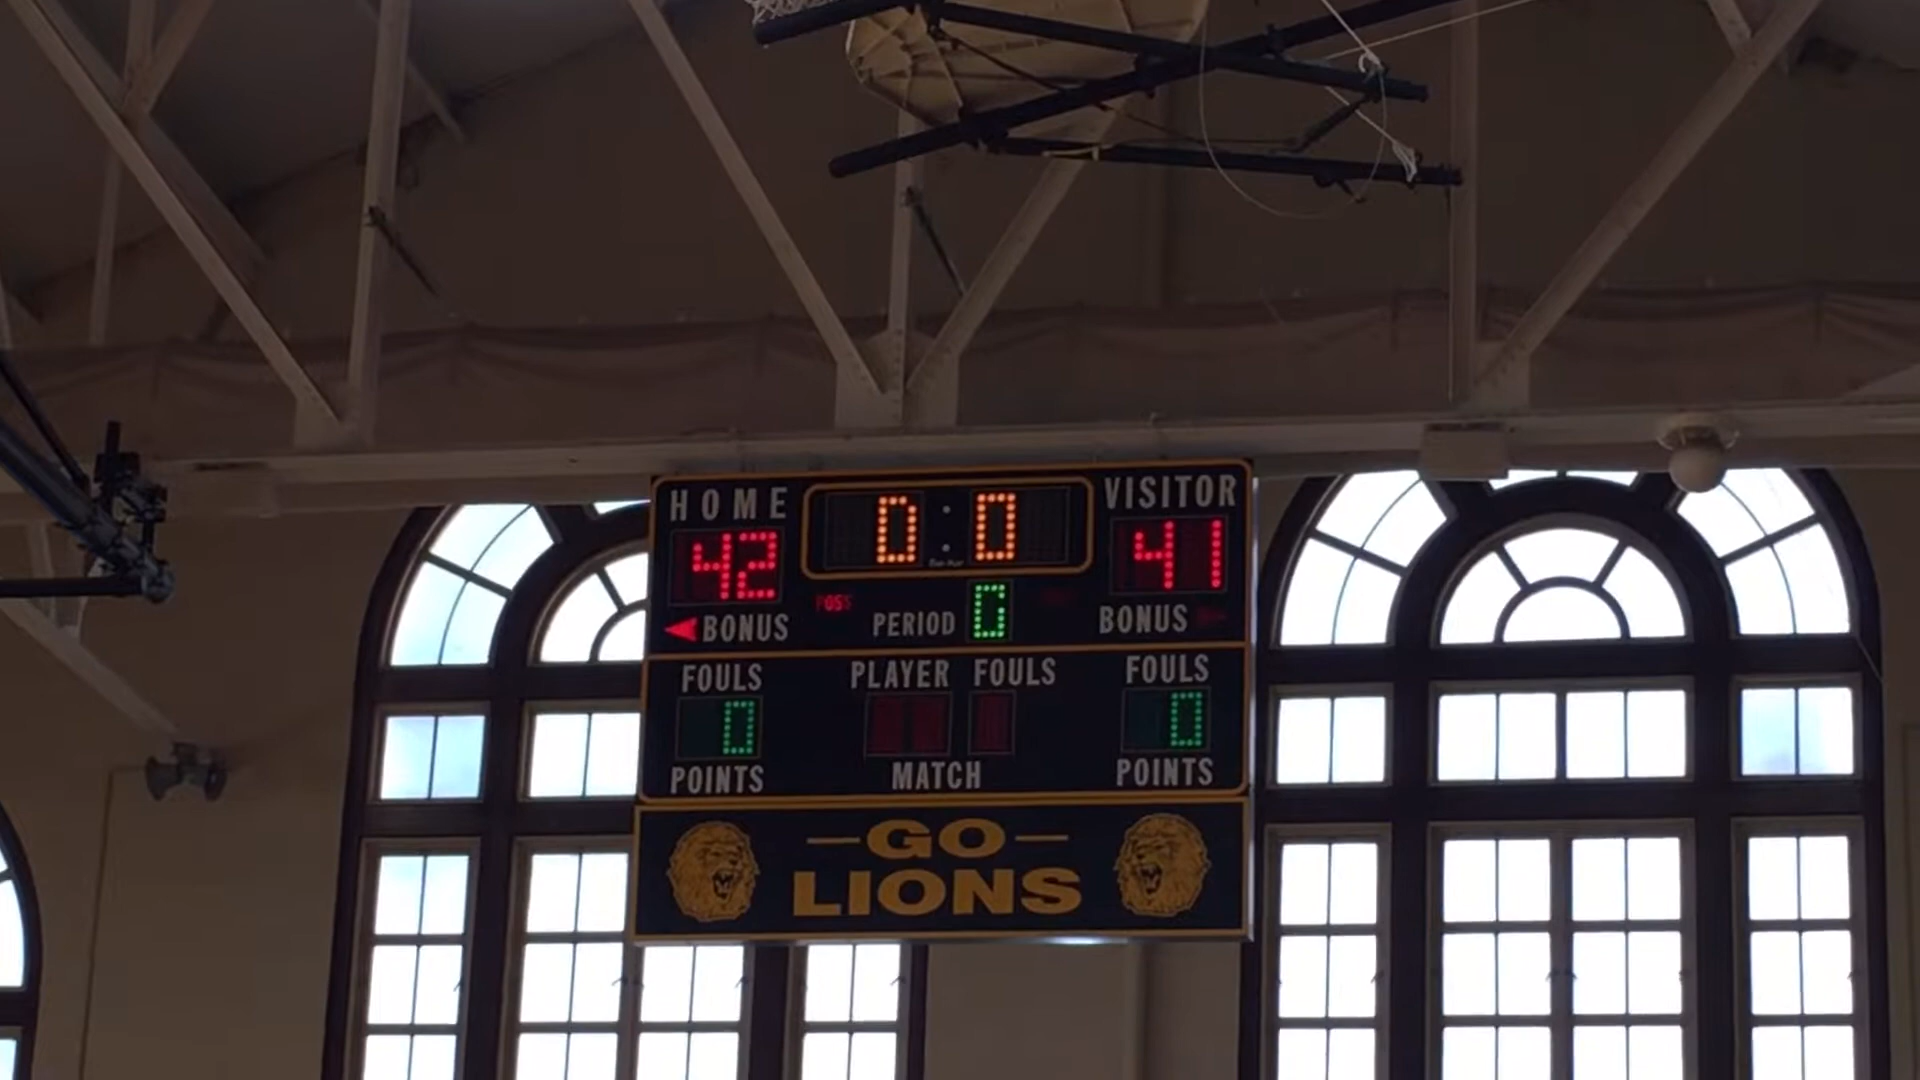 HOME 0:0 VISITOR
42 41
POSS
BONUS PERIOD 0 BONUS
FOULS PLAYER FOULS FOULS
0 0
POINTS MATCH POINTS
GO
LIONS